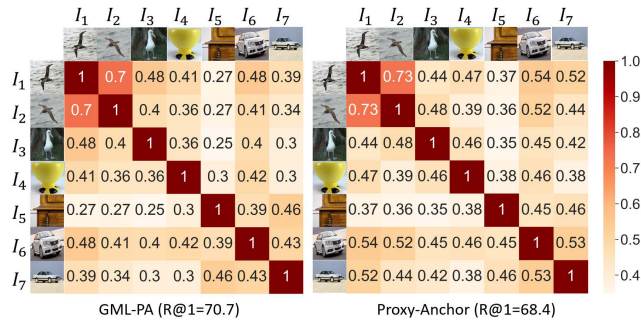 I1 I2 I3 I4 I5 I6 I7 I1 I2 I3 I4 I5 I6 I7
I1 1 0.7 0.48 0.41 0.27 0.48 0.39 1 0.73 0.44 0.47 0.37 0.54 0.52 1.0
I2 0.7 1 0.4 0.36 0.27 0.41 0.34 0.73 1 0.48 0.39 0.36 0.52 0.44 0.9
I3 0.48 0.4 1 0.36 0.25 0.4 0.3 0.44 0.48 1 0.46 0.35 0.45 0.42 0.8
I4 0.41 0.36 0.36 1 0.3 0.42 0.3 0.47 0.39 0.46 1 0.38 0.46 0.38 0.7
I5 0.27 0.27 0.25 0.3 1 0.39 0.46 0.37 0.36 0.35 0.38 1 0.45 0.46 0.6
I6 0.48 0.41 0.4 0.42 0.39 1 0.43 0.54 0.52 0.45 0.46 0.45 1 0.53 0.5
I7 0.39 0.34 0.3 0.3 0.46 0.43 1 0.52 0.44 0.42 0.38 0.46 0.53 1 0.4
GML-PA (R@1=70.7) Proxy-Anchor (R@1=68.4)